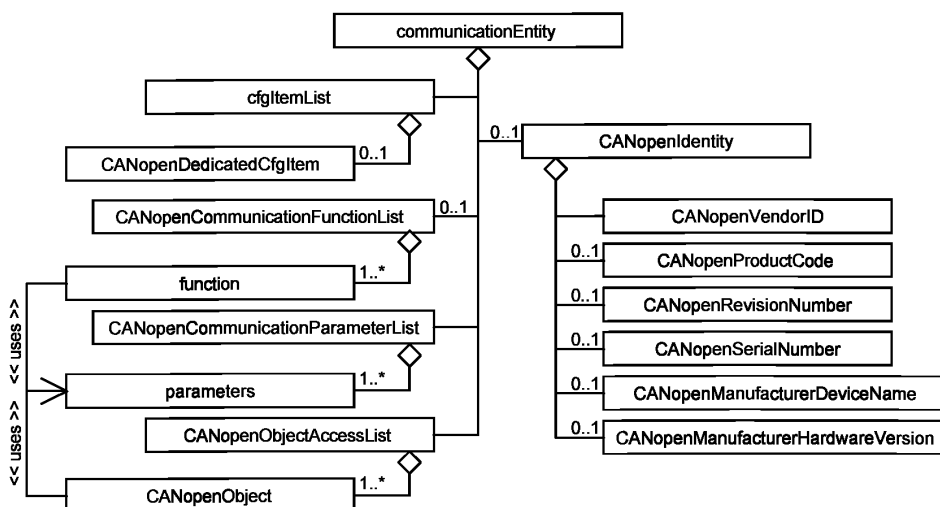 communicationEntity
cfgItemList
0..1
CANopenIdentity
CANopenDedicatedCfgItem
0..1
CANopenCommunicationFunctionList
0..1
CANopenVendorID
function
1..*
0..1
CANopenProductCode
CANopenCommunicationParameterList
0..1
CANopenRevisionNumber
0..1
CANopenSerialNumber
parameters
1..*
0..1
CANopenManufacturerDeviceName
CANopenObjectAccessList
0..1
CANopenManufacturerHardwareVersion
CANopenObject
1..*
<< uses >>
<< uses >>